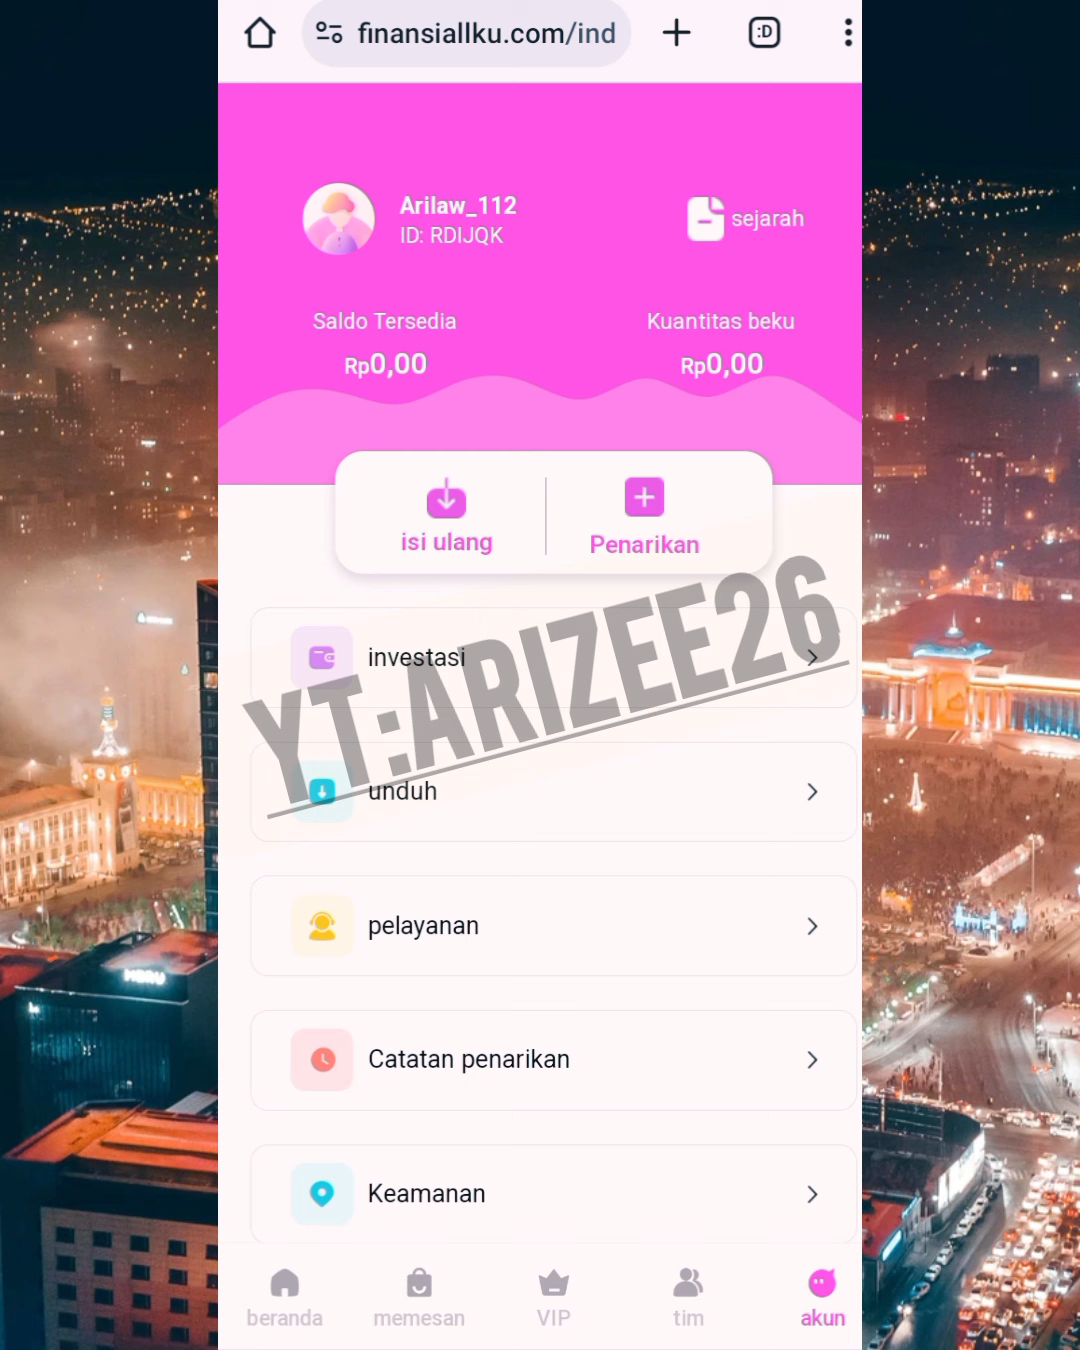 finansiallku.com/ind
:D
Arilaw_112
ID: RDIJQK
sejarah
Saldo Tersedia
Kuantitas beku
Rp0,00
Rp0,00
isi ulang
Penarikan
YT:ARIZEE26
investasi
unduh
pelayanan
Catatan penarikan
Keamanan
beranda
memesan
VIP
tim
akun